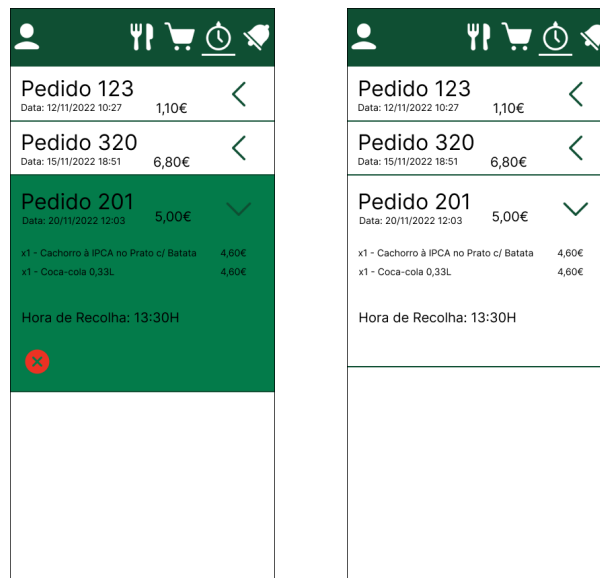 Pedido 123
Data: 12/11/2022 10:27 1,10€
Pedido 320
Data: 15/11/2022 18:51 6,80€
Pedido 201
Data: 20/11/2022 12:03 5,00€
x1 - Cachorro à IPCA no Prato c/ Batata 4,60€
x1 - Coca-cola 0,33L 4,60€
Hora de Recolha: 13:30H
Pedido 123
Data: 12/11/2022 10:27 1,10€
Pedido 320
Data: 15/11/2022 18:51 6,80€
Pedido 201
Data: 20/11/2022 12:03 5,00€
x1 - Cachorro à IPCA no Prato c/ Batata 4,60€
x1 - Coca-cola 0,33L 4,60€
Hora de Recolha: 13:30H